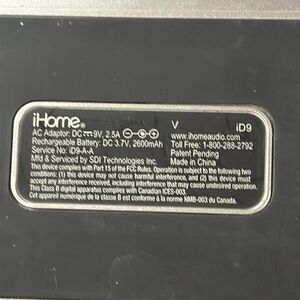 iHome® V iD9
AC Adaptor: DC 9V, 2.5A www.ihomeaudio.com
Rechargeable Battery: DC 3.7V, 2600mAh Toll Free: 1-800-288-2792
Service No: iD9-A-A Patent Pending
Mfd & Serviced by SDI Technologies Inc. Made in China
This device complies with Part 15 of the FCC Rules. Operation is subject to the following two
conditions: (1) this device may not cause harmful interference, and (2) this device must accept
any interference received, including interference that may cause undesired operation.
This Class B digital apparatus complies with Canadian ICES-003.
Cet appareil numérique de la classe B est conforme à la norme NMB-003 du Canada.